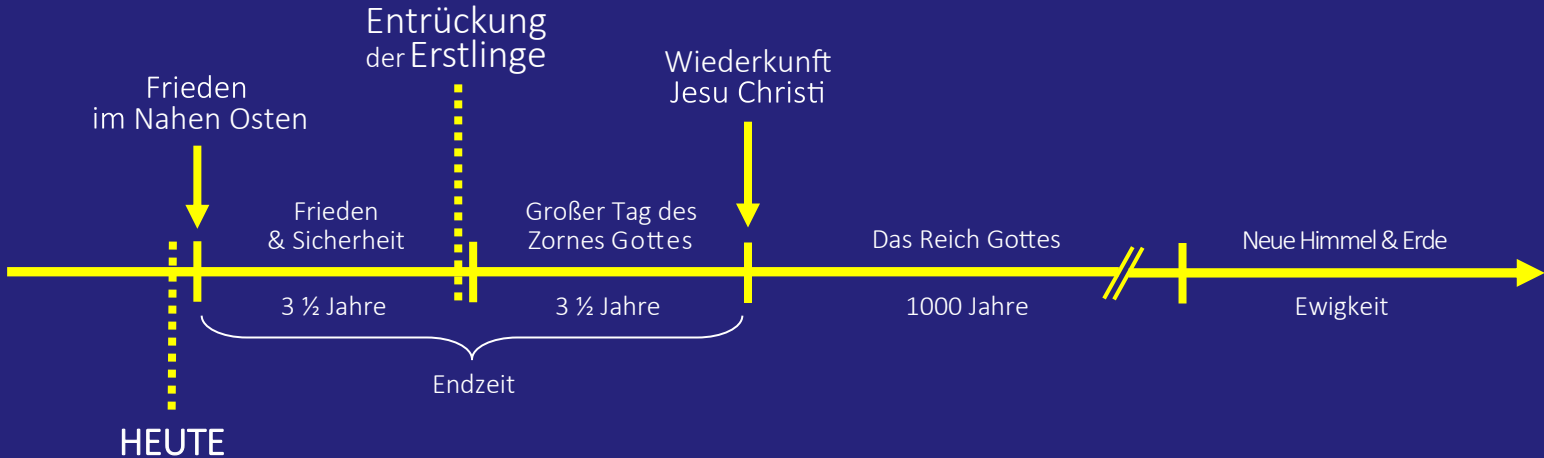 Entrückung
der Erstlinge
Wiederkunft
Jesu Christi
Frieden
im Nahen Osten
Frieden
& Sicherheit
Großer Tag des
Zornes Gottes
Das Reich Gottes
Neue Himmel & Erde
3 ½ Jahre
3 ½ Jahre
1000 Jahre
Ewigkeit
Endzeit
HEUTE